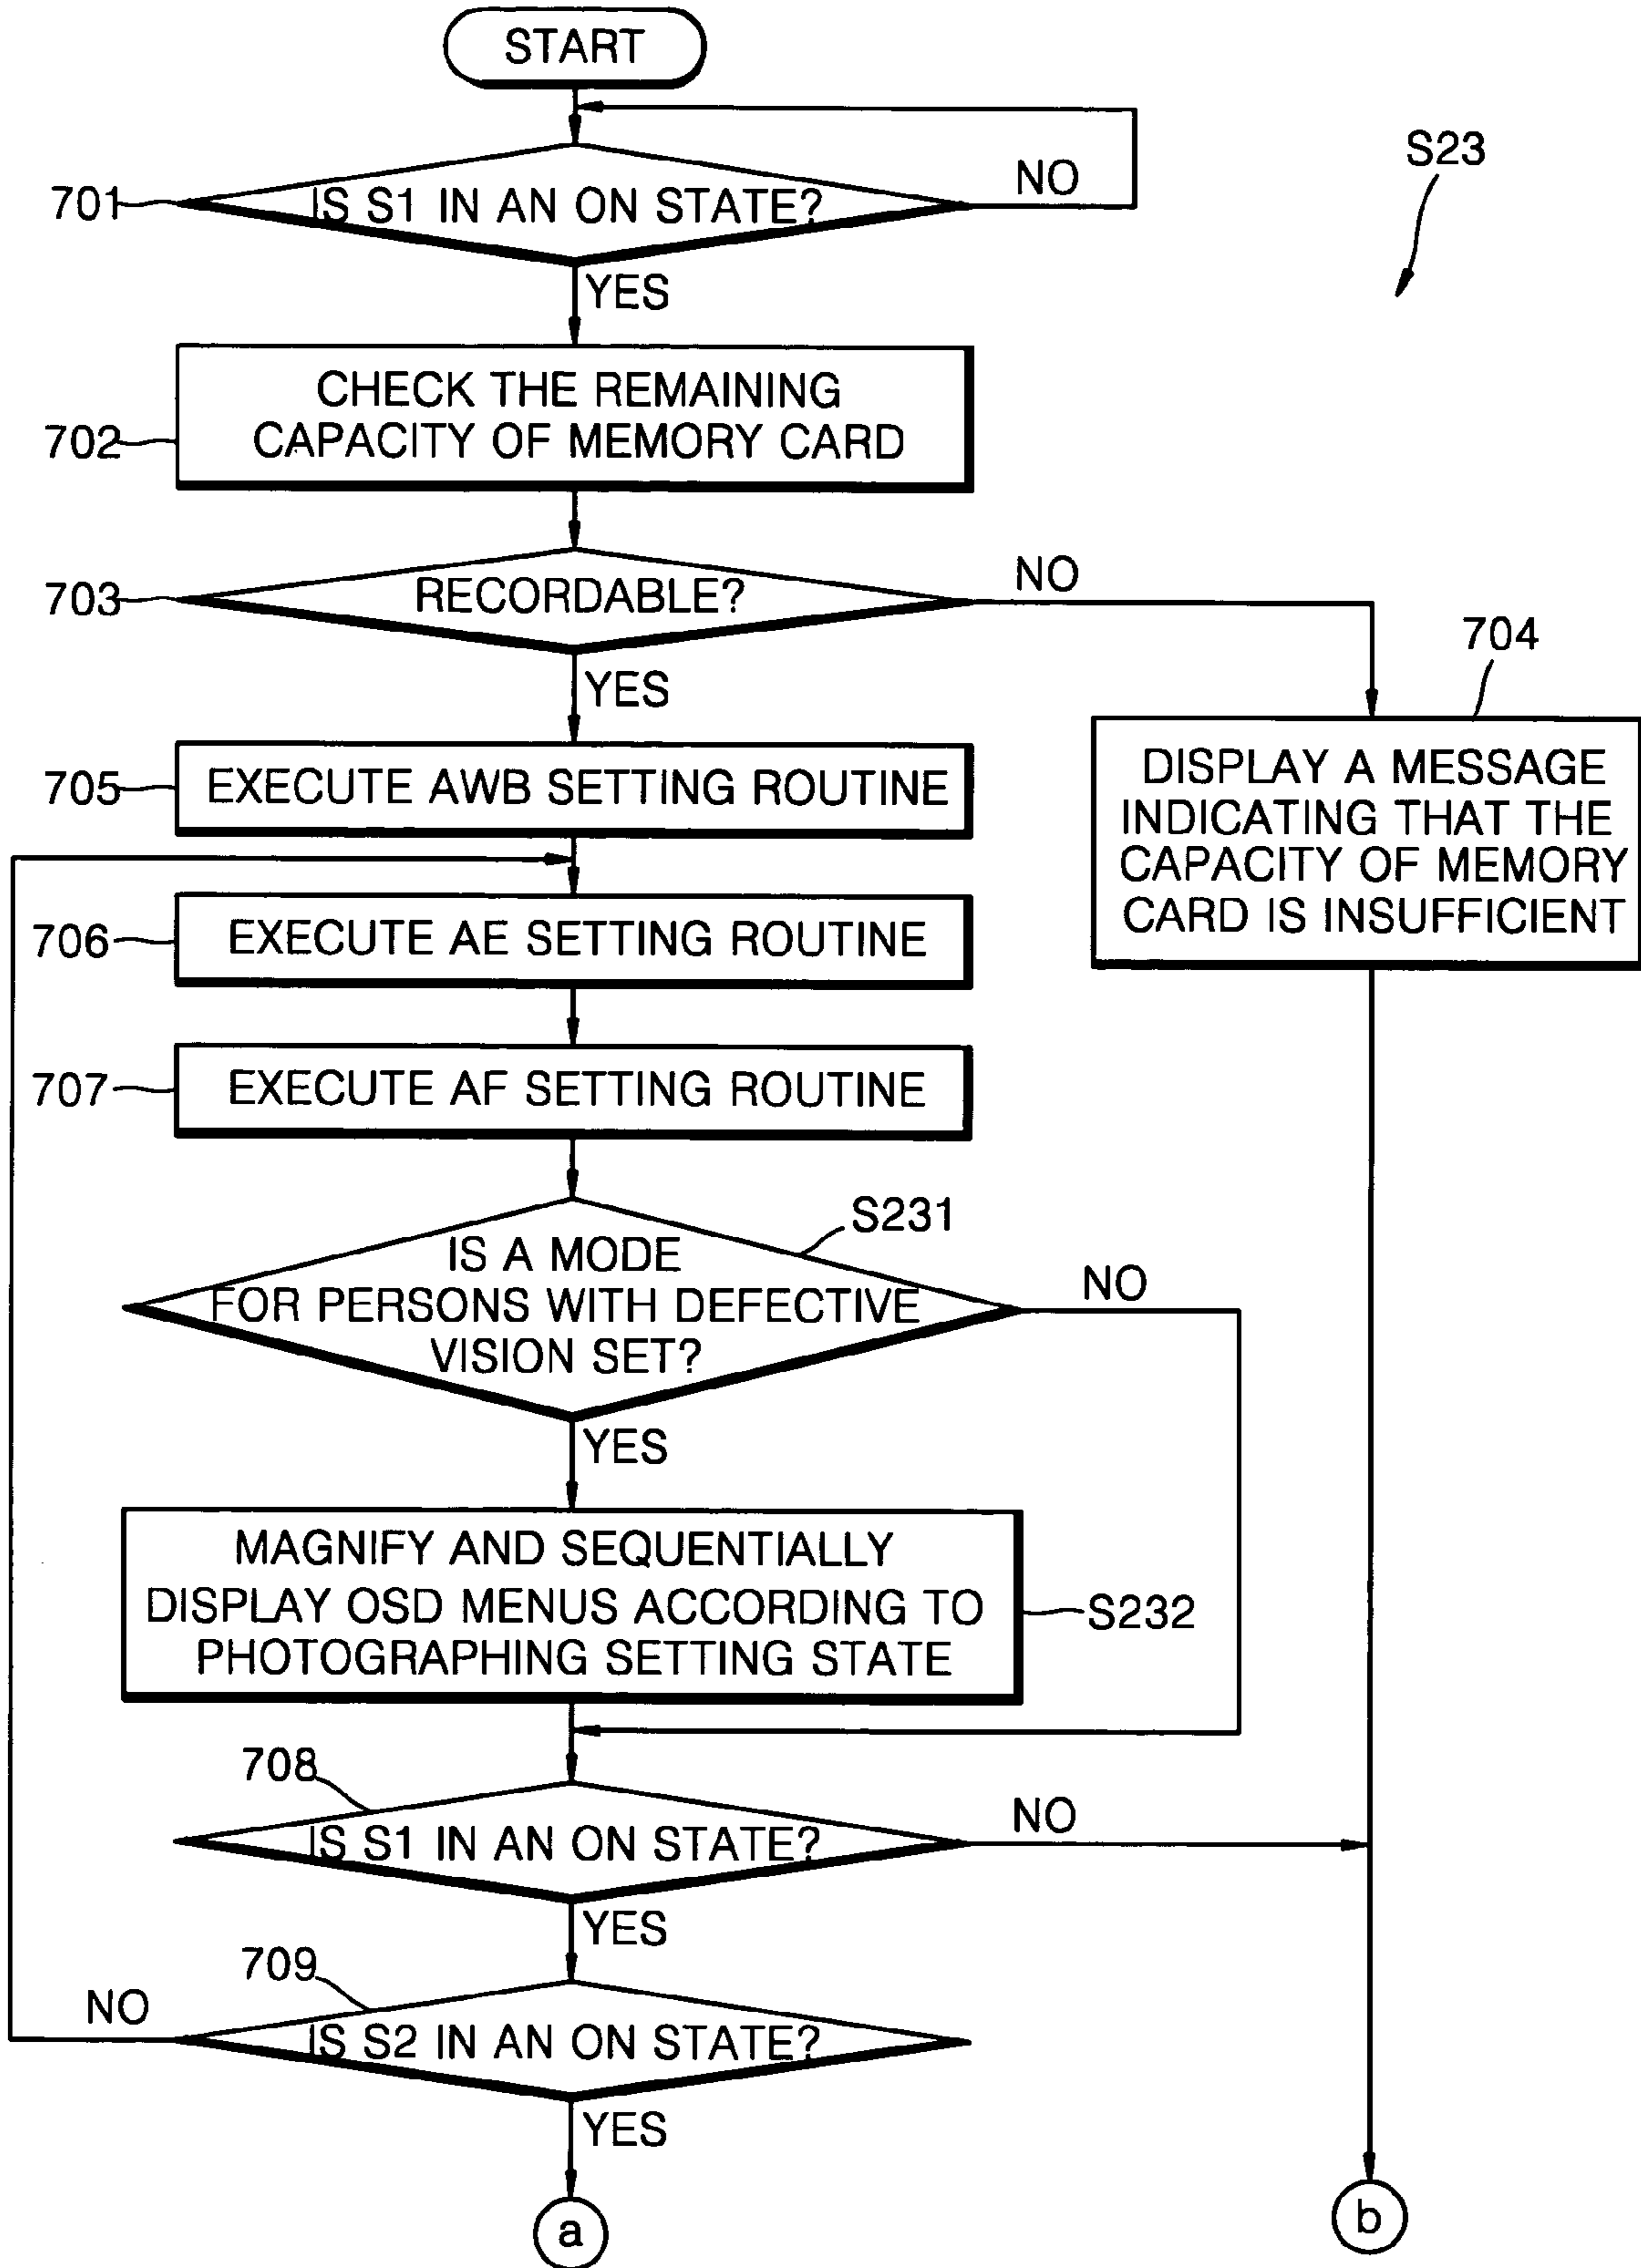 START
S23
701
IS S1 IN AN ON STATE?
NO
YES
702
CHECK THE REMAINING
CAPACITY OF MEMORY CARD
703
RECORDABLE?
NO
YES
704
DISPLAY A MESSAGE
INDICATING THAT THE
CAPACITY OF MEMORY
CARD IS INSUFFICIENT
705
EXECUTE AWB SETTING ROUTINE
706
EXECUTE AE SETTING ROUTINE
707
EXECUTE AF SETTING ROUTINE
S231
IS A MODE
FOR PERSONS WITH DEFECTIVE
VISION SET?
NO
YES
MAGNIFY AND SEQUENTIALLY
DISPLAY OSD MENUS ACCORDING TO
PHOTOGRAPHING SETTING STATE
S232
708
IS S1 IN AN ON STATE?
NO
YES
709
NO
IS S2 IN AN ON STATE?
YES
a
b